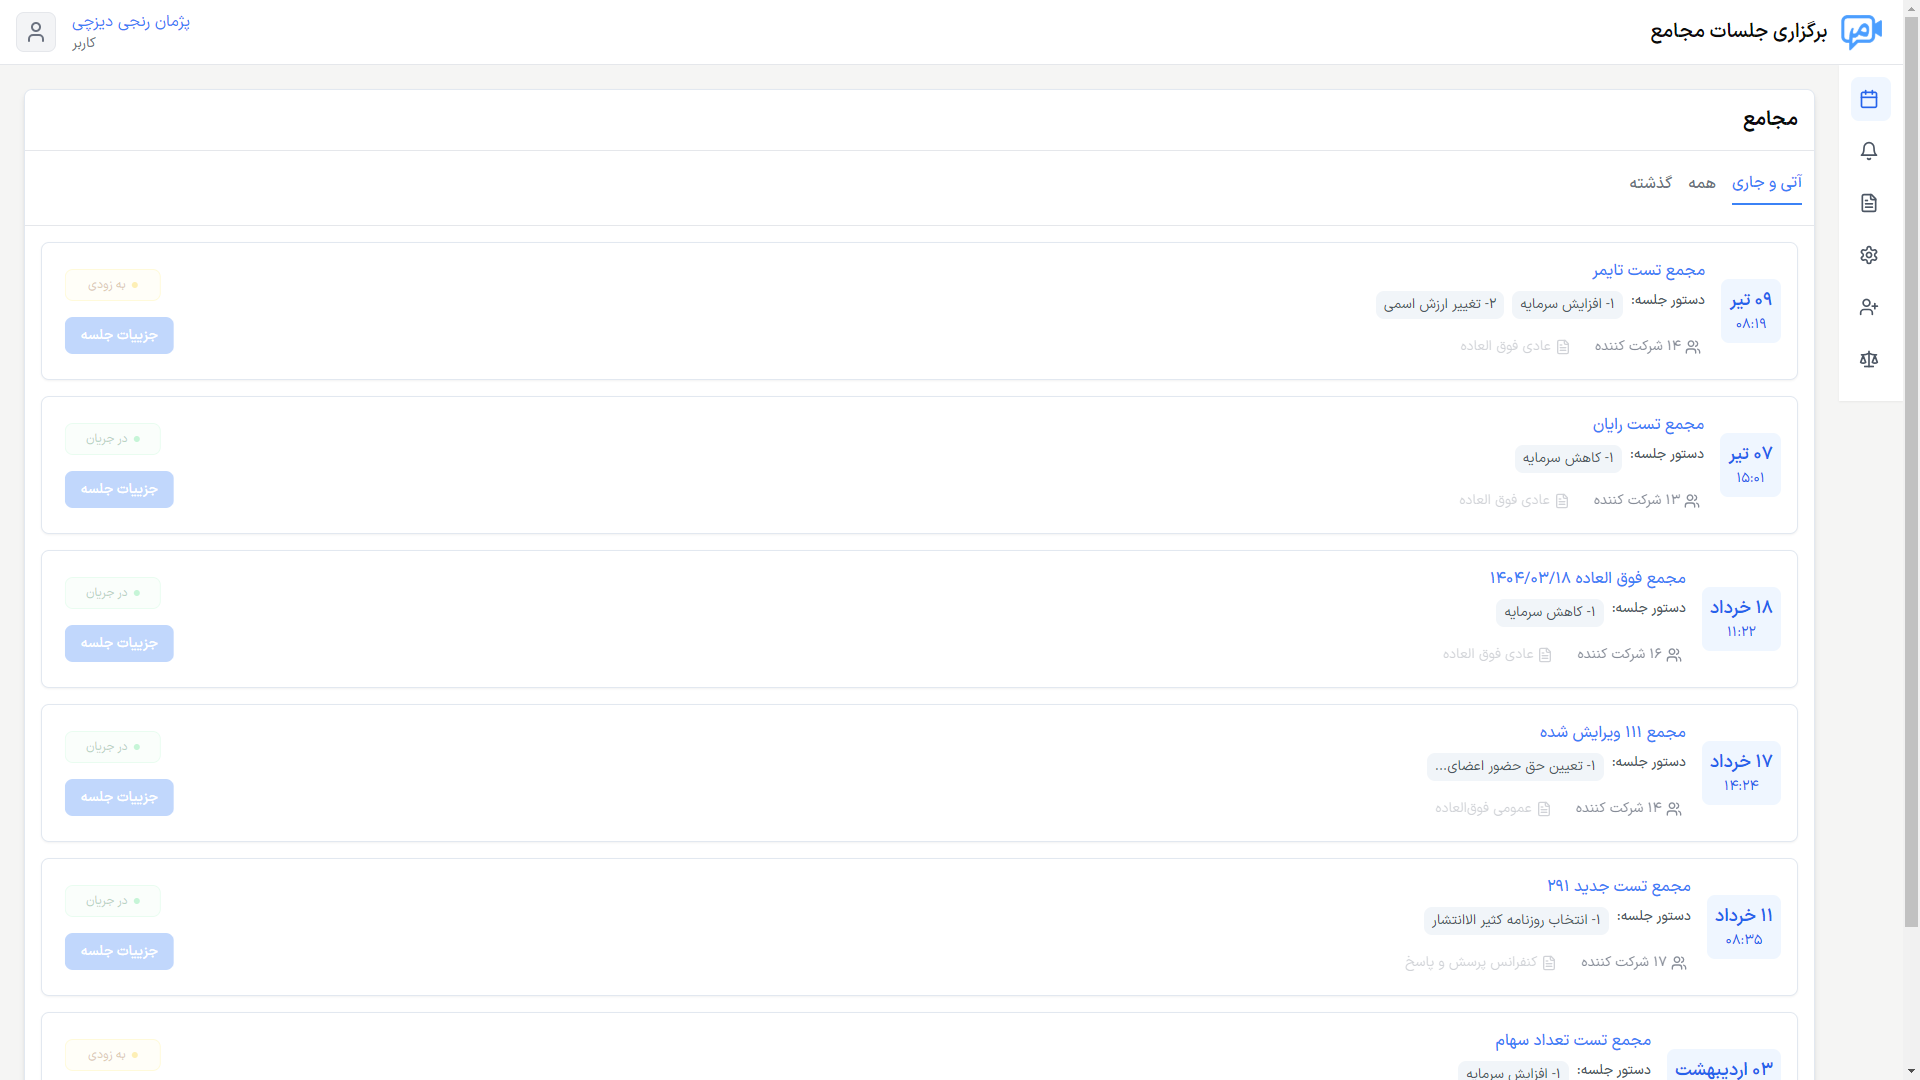 برگزاری جلسات مجامع
پژمان رنجی دیزچی
کاربر
مجامع
آتی و جاری
همه
گذشته
۰۹ تیر
۰۸:۱۹
مجمع تست تایمر
دستور جلسه: ۱- افزایش سرمایه ۲- تغییر ارزش اسمی
۱۴ شرکت کننده عادی فوق العاده
به زودی
جزییات جلسه
۰۷ تیر
۱۵:۰۱
مجمع تست رایان
دستور جلسه: ۱- کاهش سرمایه
۱۳ شرکت کننده عادی فوق العاده
در جریان
جزییات جلسه
۱۸ خرداد
۱۱:۲۲
مجمع فوق العاده ۱۴۰۴/۰۳/۱۸
دستور جلسه: ۱- کاهش سرمایه
۱۶ شرکت کننده عادی فوق العاده
در جریان
جزییات جلسه
۱۷ خرداد
۱۴:۲۴
مجمع ۱۱۱ ویرایش شده
دستور جلسه: ۱- تعیین حق حضور اعضای...
۱۴ شرکت کننده عمومی فوق‌العاده
در جریان
جزییات جلسه
۱۱ خرداد
۰۸:۳۵
مجمع تست جدید ۲۹۱
دستور جلسه: ۱- انتخاب روزنامه کثیر الاانتشار
۱۷ شرکت کننده کنفرانس پرسش و پاسخ
در جریان
جزییات جلسه
۰۳ اردیبهشت
مجمع تست تعداد سهام
دستور جلسه: ۱- افزایش سرمایه
به زودی